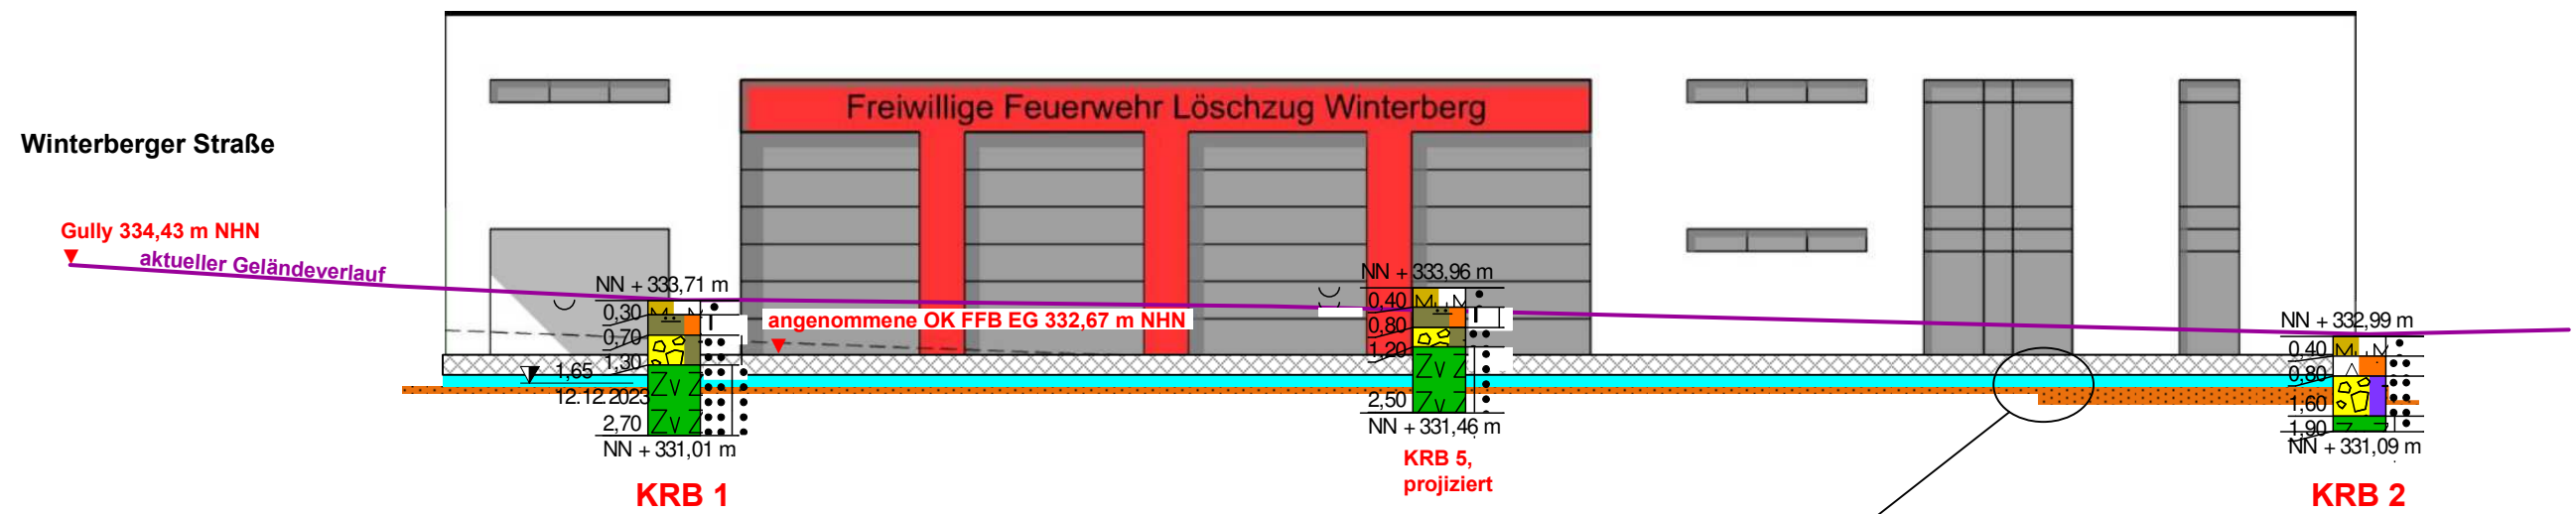 Freiwillige Feuerwehr Löschzug Winterberg
Winterberger Straße
Gully 334,43 m NHN
aktueller Geländeverlauf
NN + 333,71 m
0,30
0,70
1,30
1,65
12.12.2023
2,70
NN + 331,01 m
KRB 1
angenommene OK FFB EG 332,67 m NHN
NN + 333,96 m
0,40
0,80
1,20
2,50
NN + 331,46 m
KRB 5,
projiziert
NN + 332,99 m
0,40
0,80
1,60
1,90
NN + 331,09 m
KRB 2